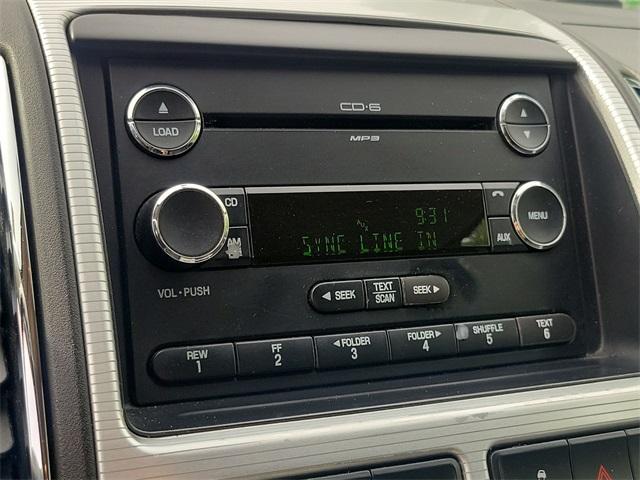 CD·6
LOAD
MP3
CD
9:31
MENU
AUX
SYNC LINE IN
AM
AUX
VOL • PUSH
◄ SEEK
TEXT
SCAN
SEEK ►
REW
1
FF
2
◄FOLDER
3
FOLDER►
4
SHUFFLE
5
TEXT
6